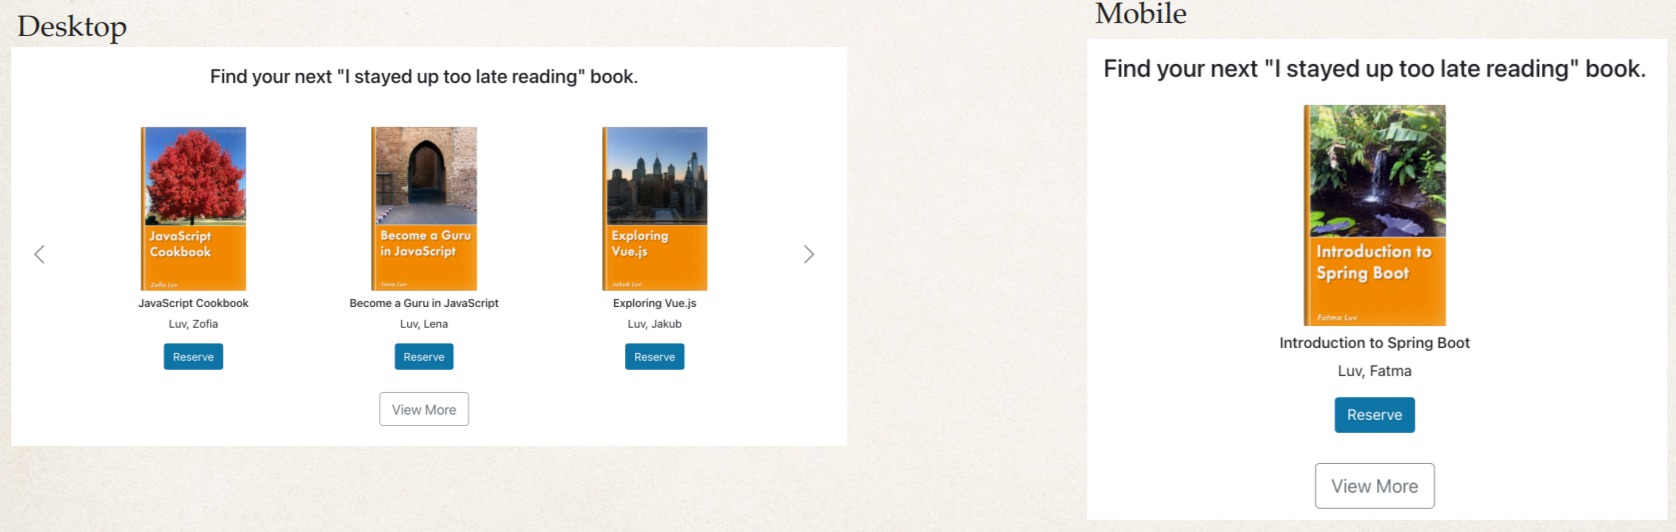 Desktop
Find your next "I stayed up too late reading" book.
JavaScript
Cookbook
Zofia Luv
JavaScript Cookbook
Luv, Zofia
Reserve
Become a Guru
in JavaScript
Lena Luv
Become a Guru in JavaScript
Luv, Lena
Reserve
Exploring
Vue.js
Jakub Luv
Exploring Vue.js
Luv, Jakub
Reserve
View More
Mobile
Find your next "I stayed up too late reading" book.
Introduction to
Spring Boot
Fatma Luv
Introduction to Spring Boot
Luv, Fatma
Reserve
View More